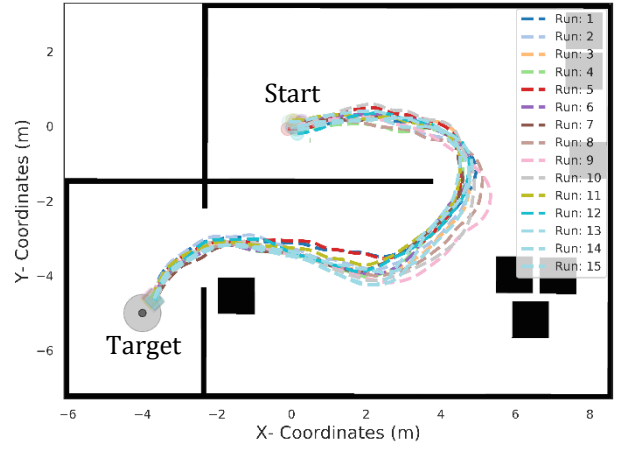 Start
Target
Run: 1
Run: 2
Run: 3
Run: 4
Run: 5
Run: 6
Run: 7
Run: 8
Run: 9
Run: 10
Run: 11
Run: 12
Run: 13
Run: 14
Run: 15
Y- Coordinates (m)
2
0
−2
−4
−6
−6
−4
−2
0
2
4
6
8
X- Coordinates (m)